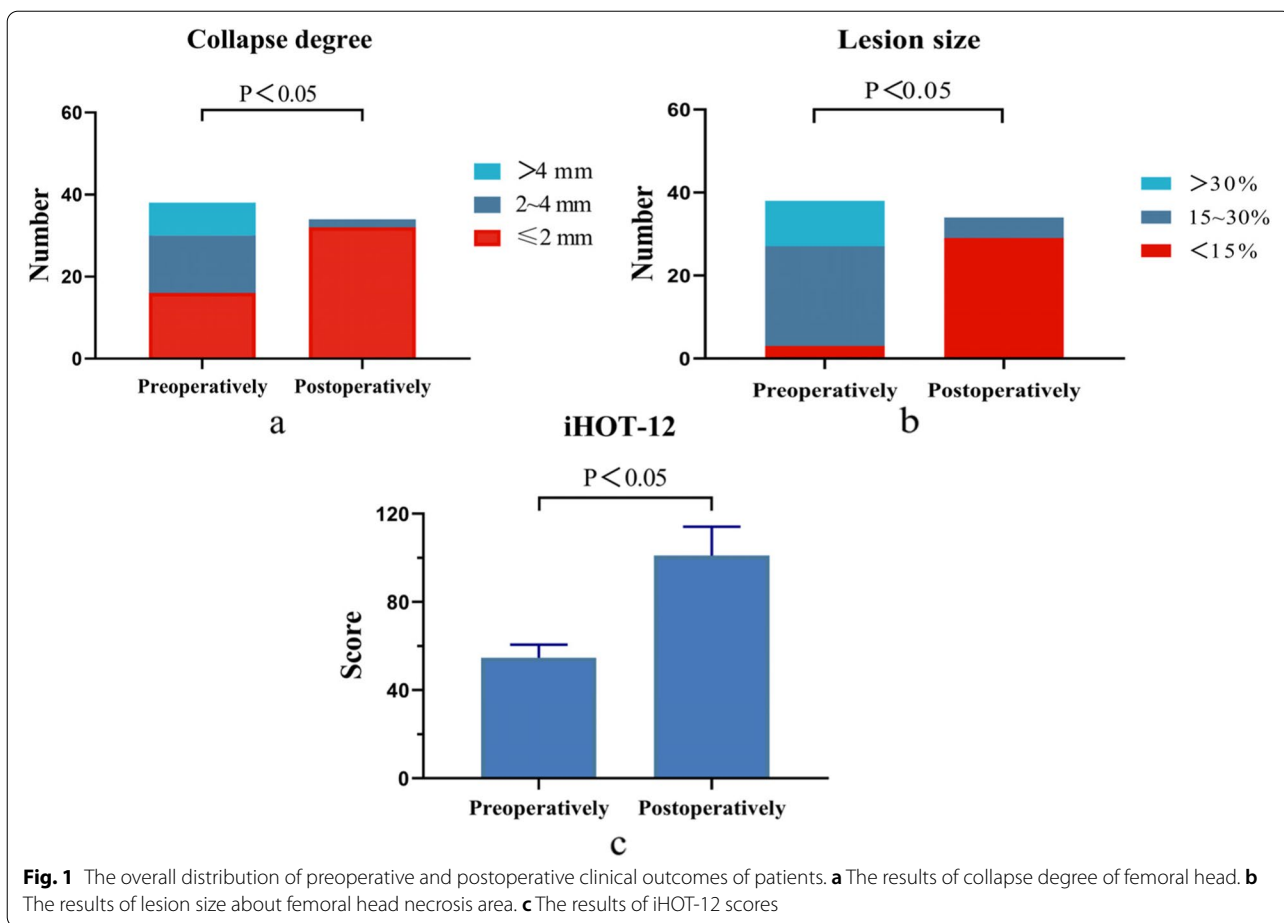 Collapse degree
P＜0.05
60
40
20
0
Number
＞4 mm
2~4 mm
≤2 mm
Preoperatively Postoperatively
a
Lesion size
P＜0.05
60
40
20
0
Number
＞30%
15~30%
＜15%
Preoperatively Postoperatively
b
iHOT-12
P＜0.05
120
80
40
0
Score
Preoperatively Postoperatively
c
Fig. 1 The overall distribution of preoperative and postoperative clinical outcomes of patients. a The results of collapse degree of femoral head. b
The results of lesion size about femoral head necrosis area. c The results of iHOT-12 scores